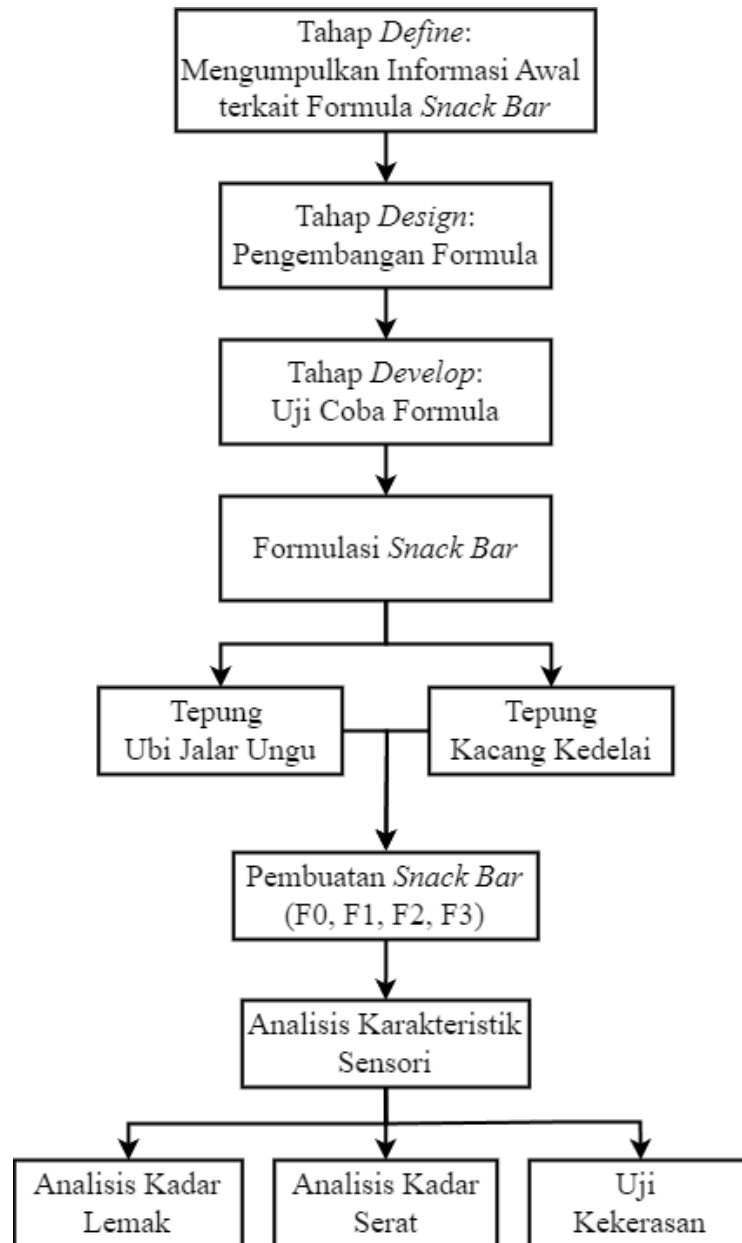 Tahap Define:
Mengumpulkan Informasi Awal
terkait Formula Snack Bar
Tahap Design:
Pengembangan Formula
Tahap Develop:
Uji Coba Formula
Formulasi Snack Bar
Tepung
Ubi Jalar Ungu
Tepung
Kacang Kedelai
Pembuatan Snack Bar
(F0, F1, F2, F3)
Analisis Karakteristik
Sensori
Analisis Kadar
Lemak
Analisis Kadar
Serat
Uji
Kekerasan